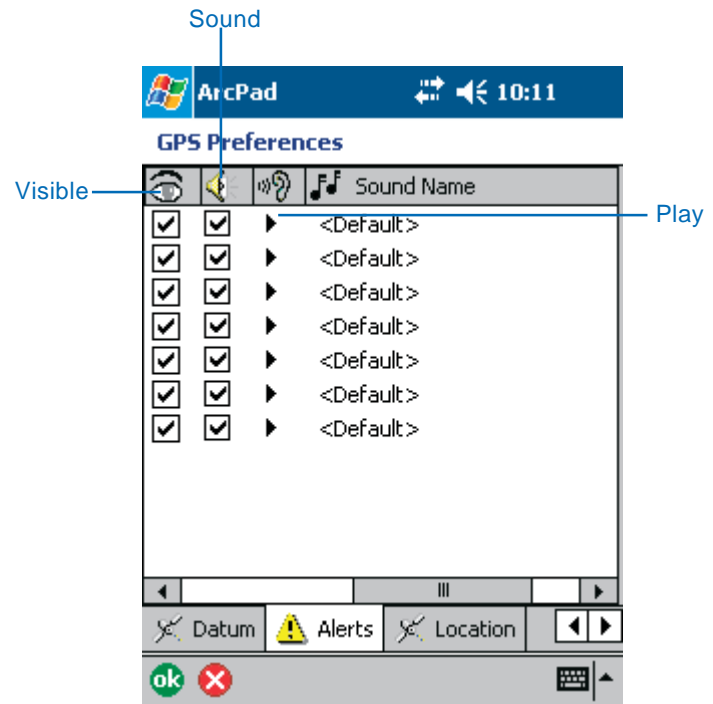 Sound
ArcPad 10:11
GPS Preferences
Visible
Sound Name
Play
<Default>
<Default>
<Default>
<Default>
<Default>
<Default>
<Default>
Datum Alerts Location
ok